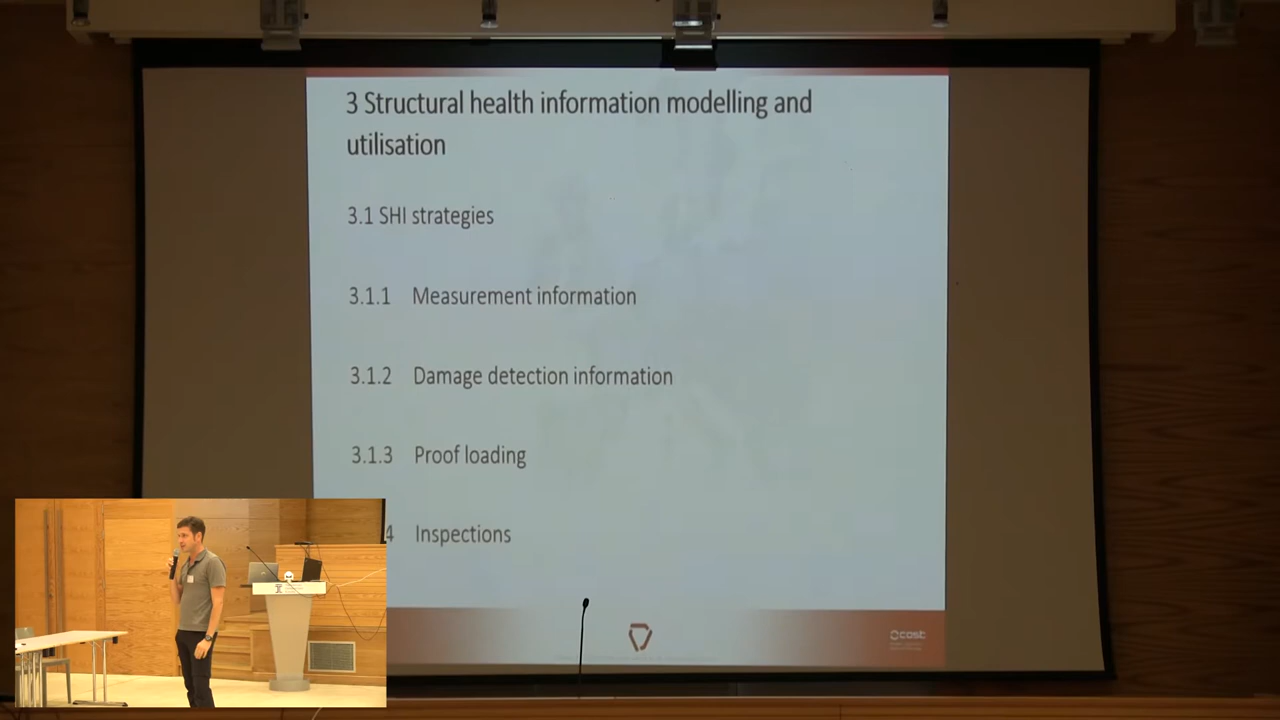 3 Structural health information modelling and
utilisation
3.1 SHI strategies
3.1.1 Measurement information
3.1.2 Damage detection information
3.1.3 Proof loading
4 Inspections
cost